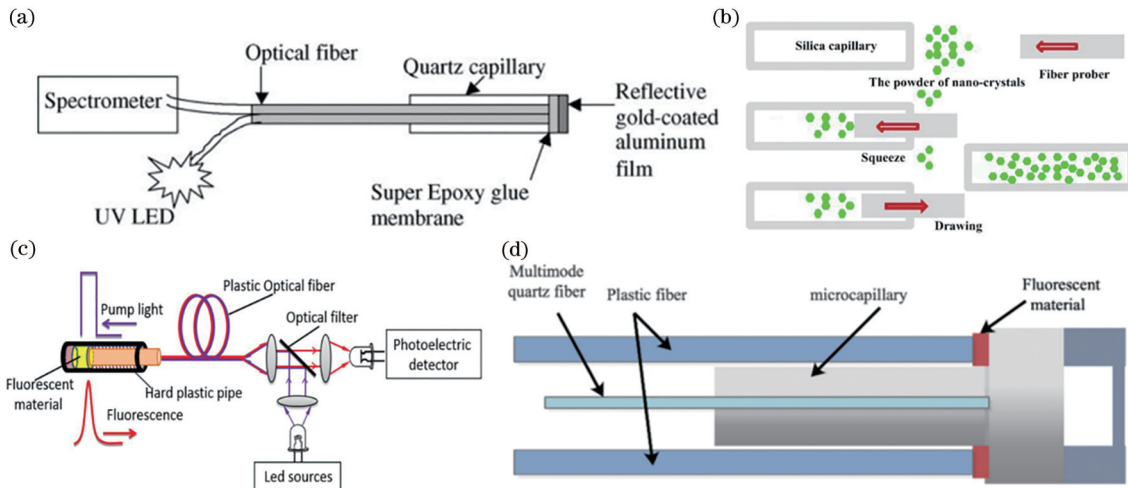 (a)
Optical fiber
Quartz capillary
Spectrometer
Reflective
gold-coated
aluminum
film
Super Epoxy glue
membrane
UV LED
(b)
Silica capillary
The powder of nano-crystals
Fiber prober
Squeeze
Drawing
(c)
Pump light
Plastic Optical fiber
Optical filter
Photoelectric
detector
Fluorescent
material
Hard plastic pipe
Fluorescence
Led sources
(d)
Multimode
quartz fiber
Plastic fiber
microcapillary
Fluorescent
material